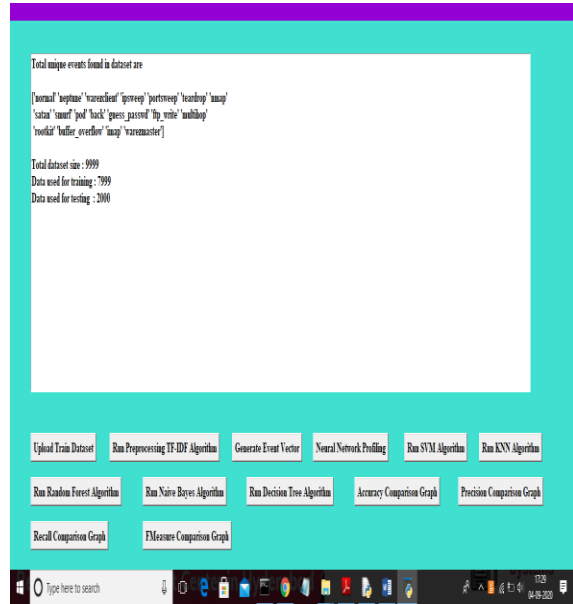 Total unique events found in dataset are
['normal' 'neptune' 'warezclient' 'ipsweep' 'portsweep' 'teardrop' 'nmap'
'satan' 'smurf' 'pod' 'back' 'guess_passwd' 'ftp_write' 'multihop'
'rootkit' 'buffer_overflow' 'imap' 'warezmaster']
Total dataset size : 9999
Data used for training : 7999
Data used for testing : 2000
Upload Train Dataset Run Preprocessing TF-IDF Algorithm Generate Event Vector Neural Network Profiling Run SVM Algorithm Run KNN Algorithm
Run Random Forest Algorithm Run Naive Bayes Algorithm Run Decision Tree Algorithm Accuracy Comparison Graph Precision Comparison Graph
Recall Comparison Graph FMeasure Comparison Graph
Type here to search
17:29
04-09-2020